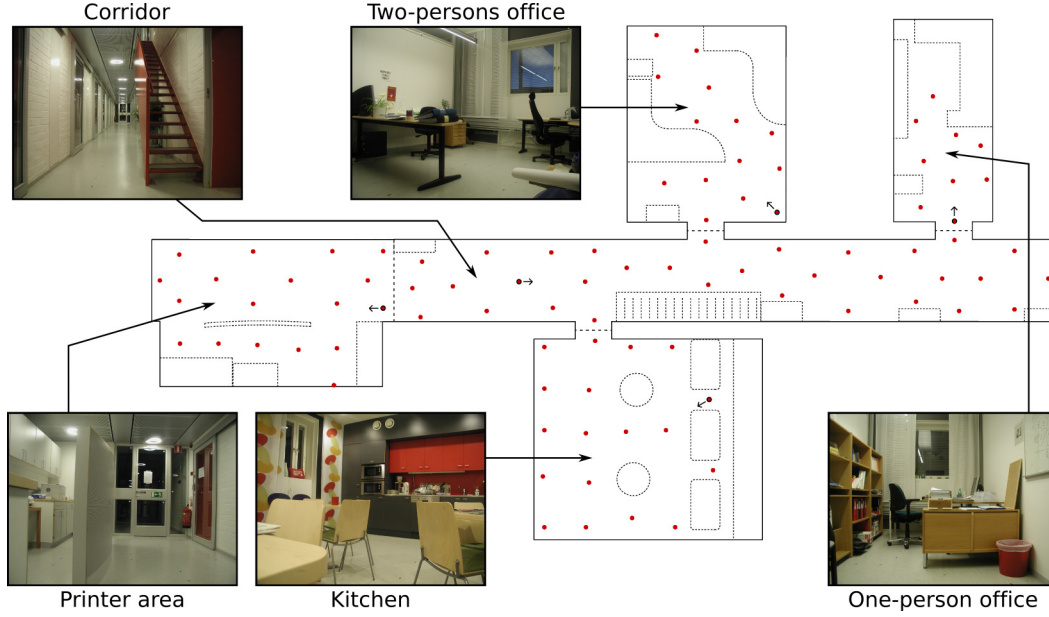 Corridor
Two-persons office
Printer area
Kitchen
One-person office